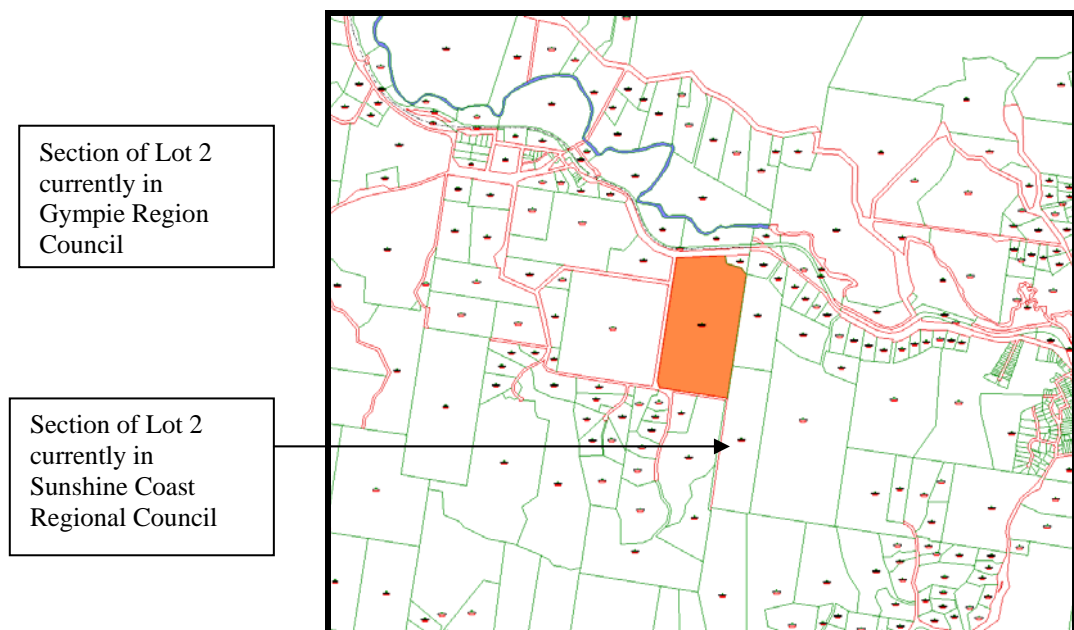 Section of Lot 2
currently in
Gympie Region
Council
Section of Lot 2
currently in
Sunshine Coast
Regional Council